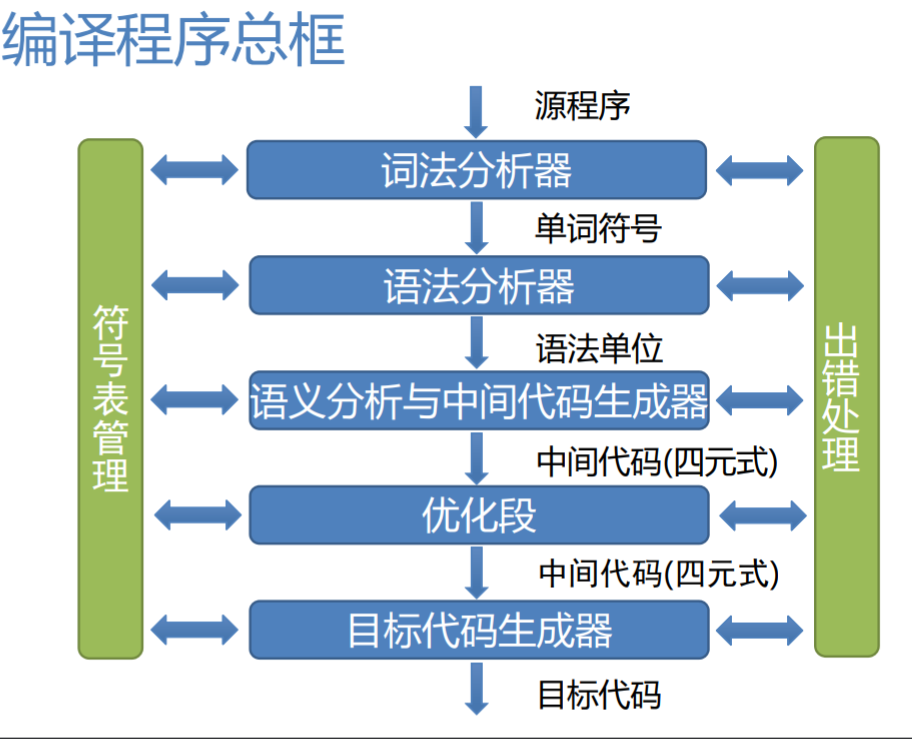 编译程序总框
源程序
词法分析器
单词符号
语法分析器
语法单位
语义分析与中间代码生成器
中间代码(四元式)
优化段
中间代码(四元式)
目标代码生成器
目标代码
符号表管理
出错处理